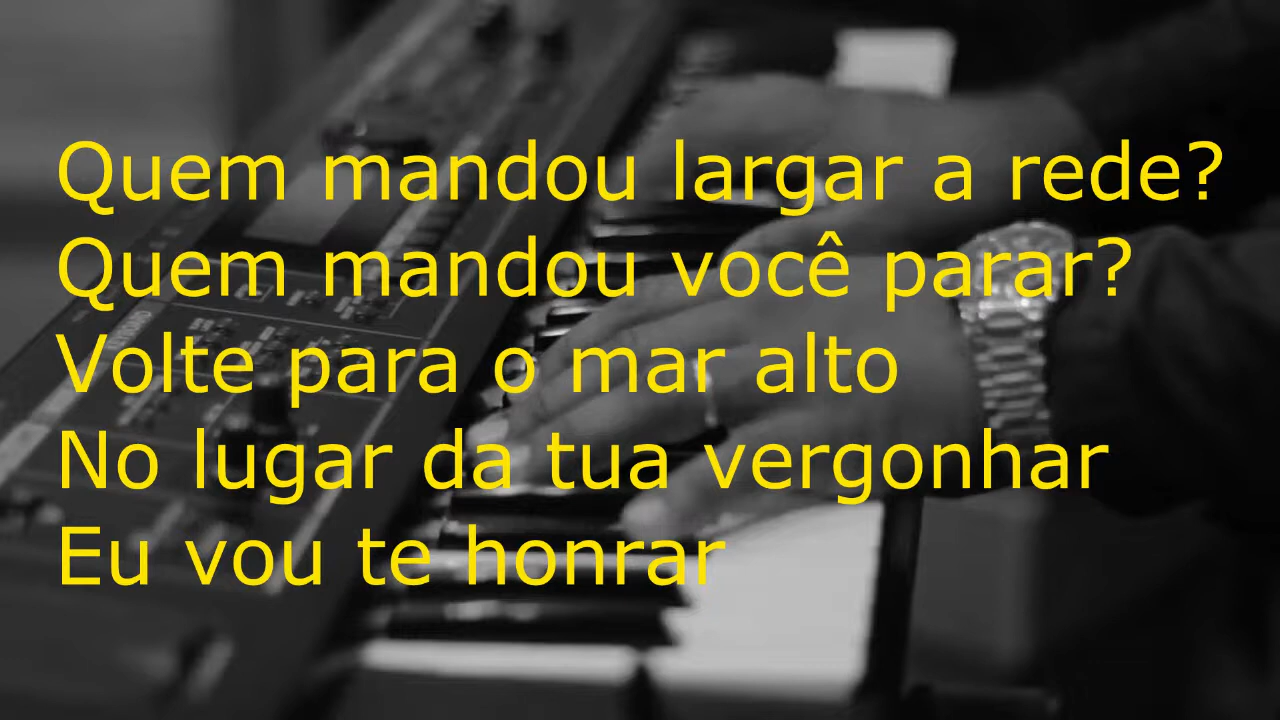 Quem mandou largar a rede?
Quem mandou você parar?
Volte para o mar alto
No lugar da tua vergonhar
Eu vou te honrar